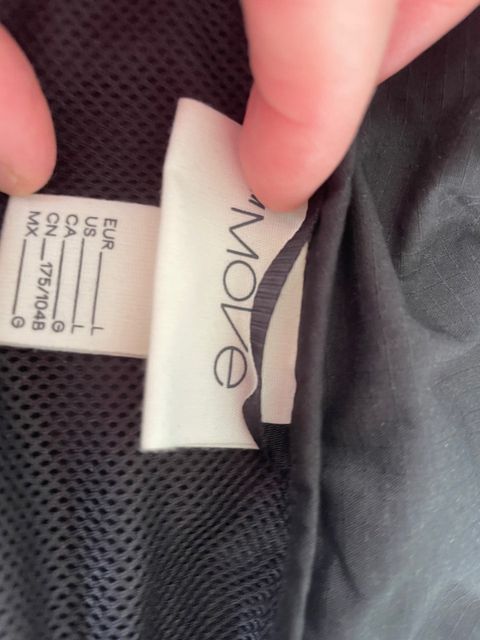 EUR L
US L
CA G
CN 175/104B
MX G
Move